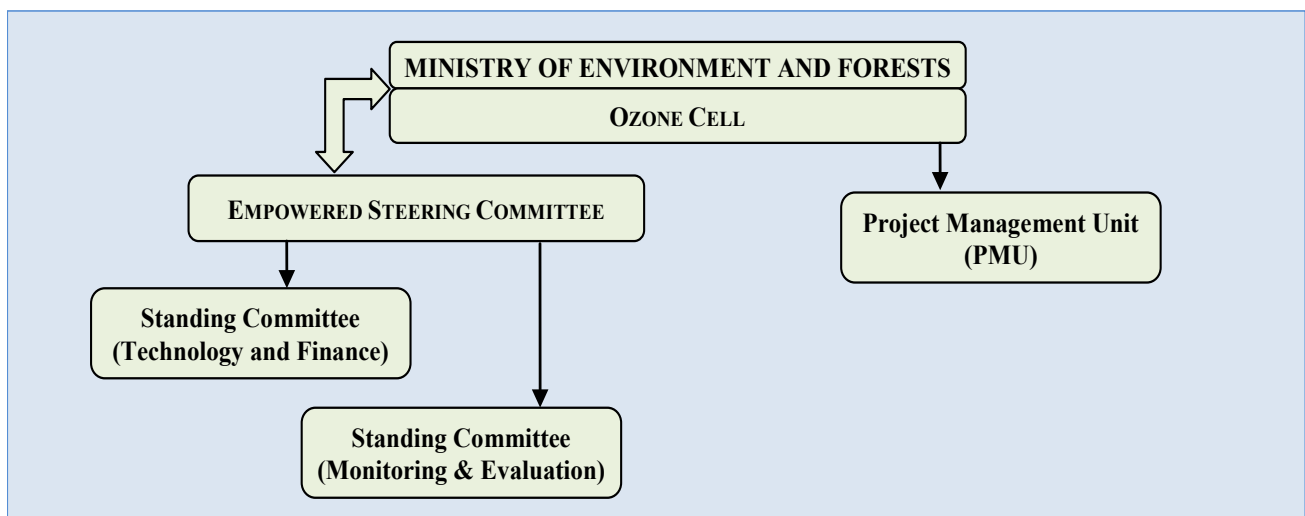 MINISTRY OF ENVIRONMENT AND FORESTS
OZONE CELL
EMPOWERED STEERING COMMITTEE
Project Management Unit
(PMU)
Standing Committee
(Technology and Finance)
Standing Committee
(Monitoring & Evaluation)